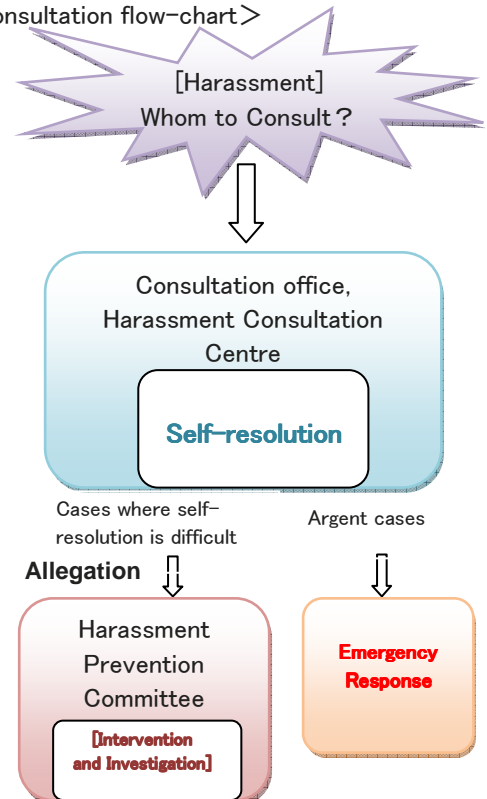 onsultation flow-chart＞
[Harassment]
Whom to Consult？
Consultation office,
Harassment Consultation
Centre
Self-resolution
Cases where self-
resolution is difficult
Argent cases
Allegation
Harassment
Prevention
Committee
[Intervention
and Investigation]
Emergency
Response